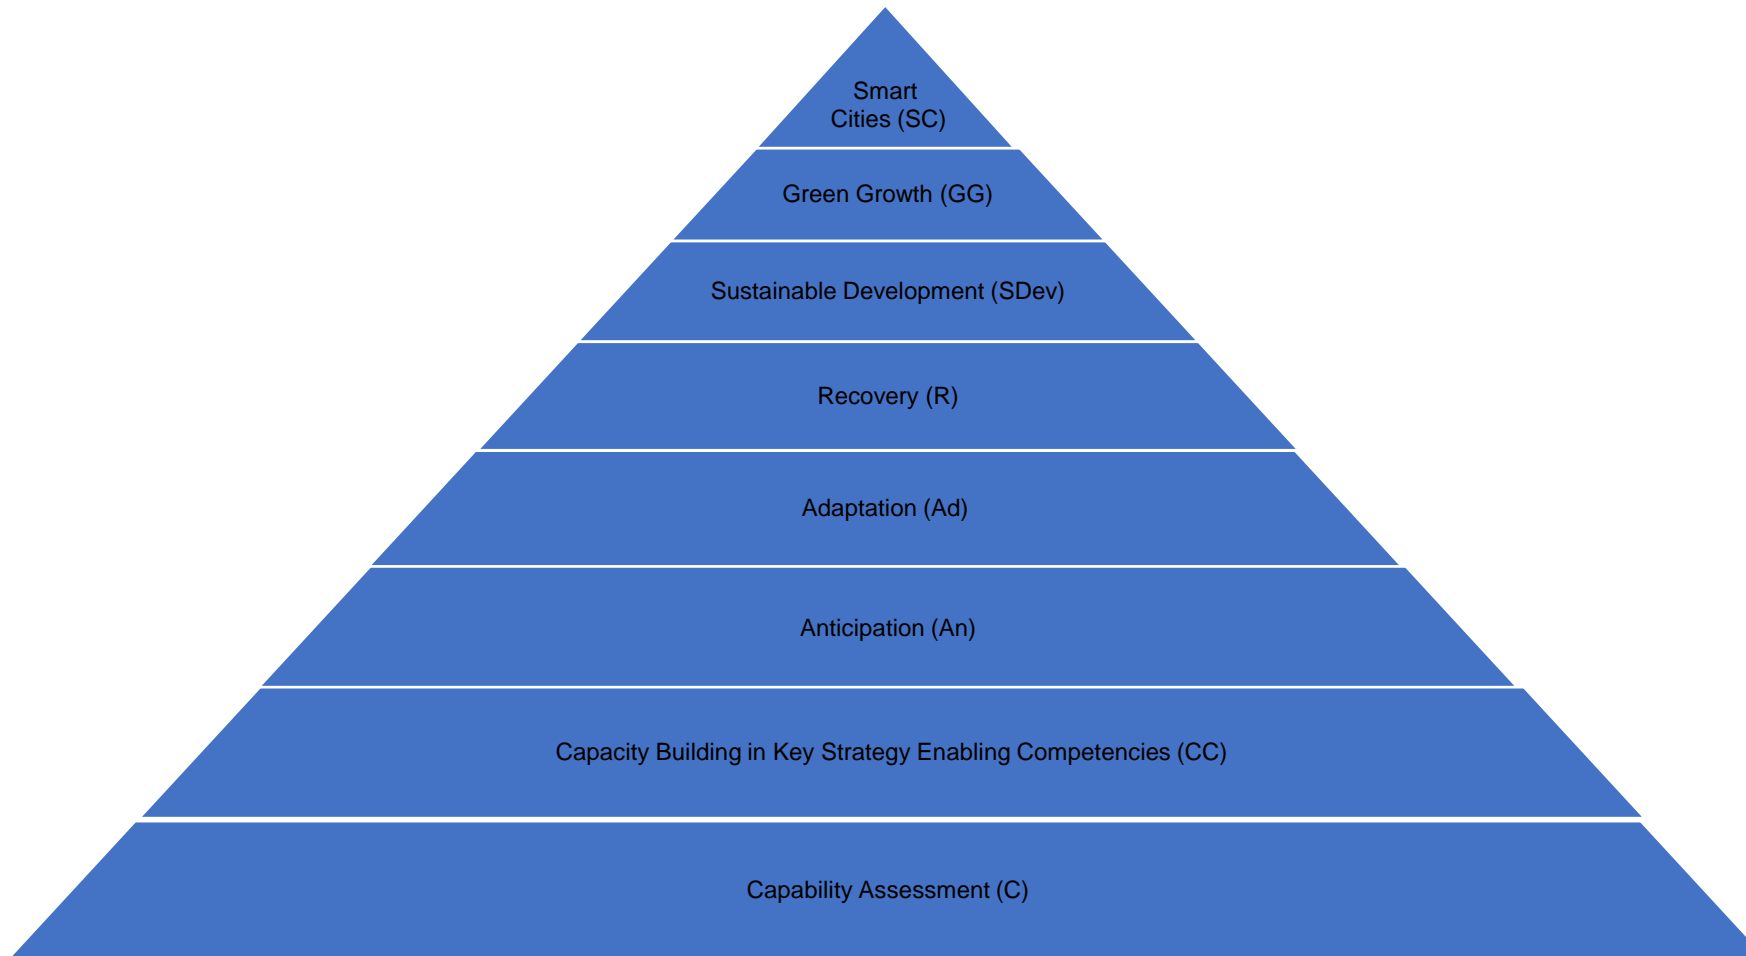 Smart
Cities (SC)
Green Growth (GG)
Sustainable Development (SDev)
Recovery (R)
Adaptation (Ad)
Anticipation (An)
Capacity Building in Key Strategy Enabling Competencies (CC)
Capability Assessment (C)